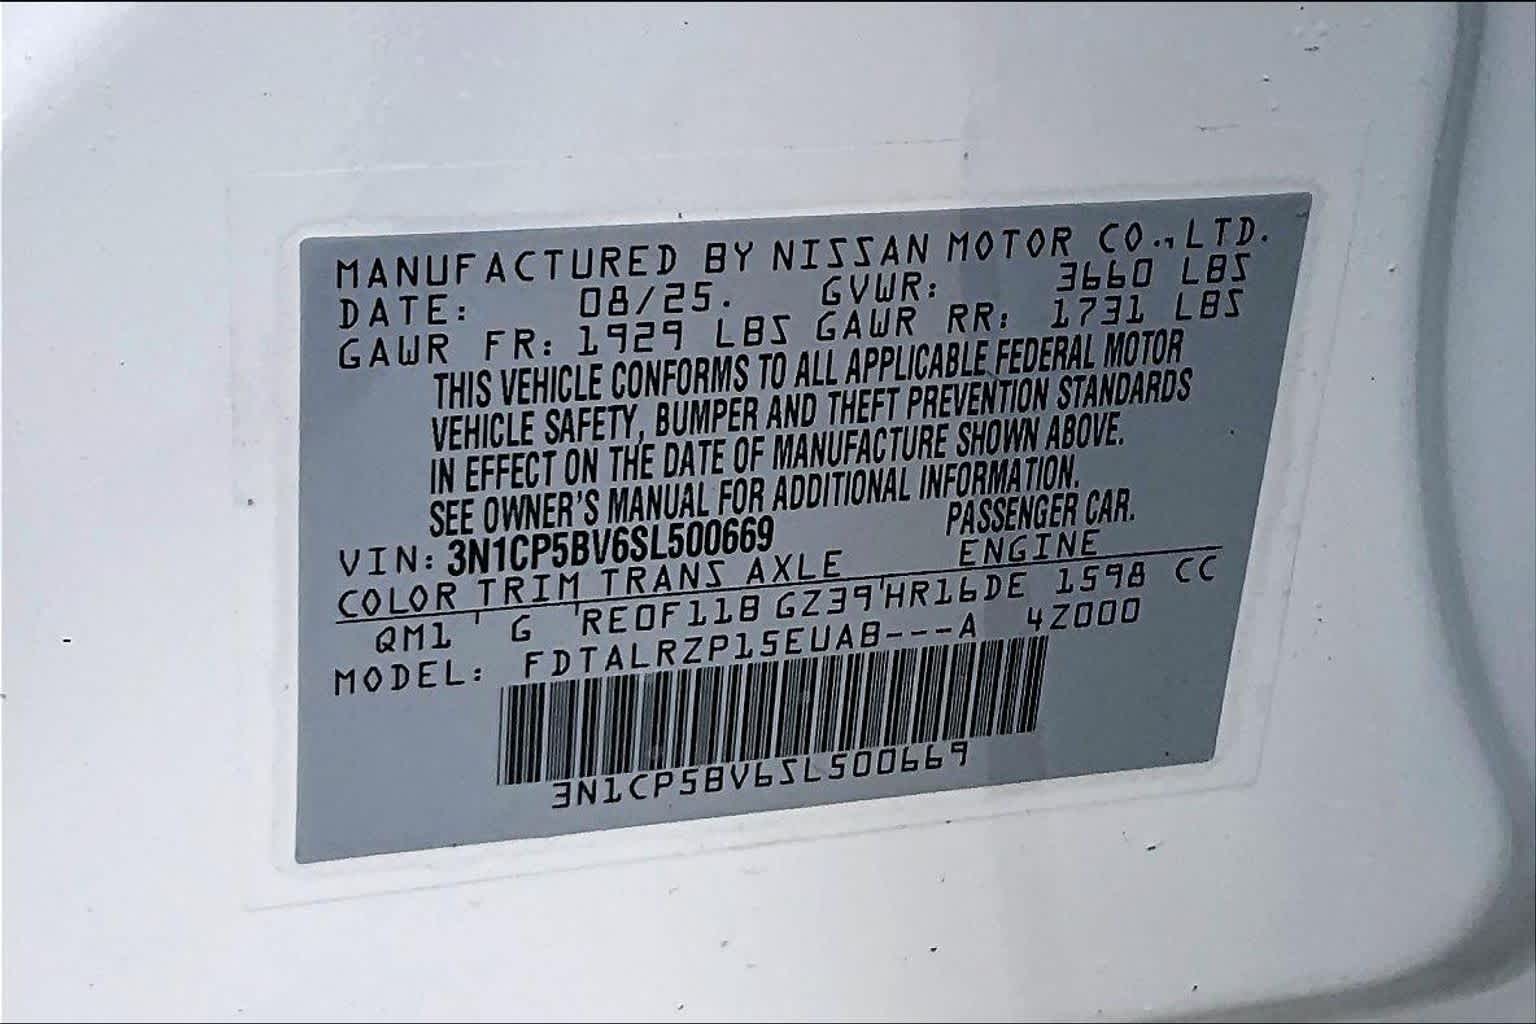 MANUFACTURED BY NISSAN MOTOR CO., LTD.
DATE: 08/25. GVWR: 3660 LBS
GAWR FR: 1929 LBS GAWR RR: 1731 LBS
THIS VEHICLE CONFORMS TO ALL APPLICABLE FEDERAL MOTOR
VEHICLE SAFETY, BUMPER AND THEFT PREVENTION STANDARDS
IN EFFECT ON THE DATE OF MANUFACTURE SHOWN ABOVE.
SEE OWNER'S MANUAL FOR ADDITIONAL INFORMATION.
VIN: 3N1CP5BV6SL500669 PASSENGER CAR.
COLOR TRIM TRANS AXLE ENGINE
QM1 G RE0F11B GZ39 HR16DE 1598 CC
MODEL: FDTALRZP15EUAB---A 4Z000
3N1CP5BV6SL500669